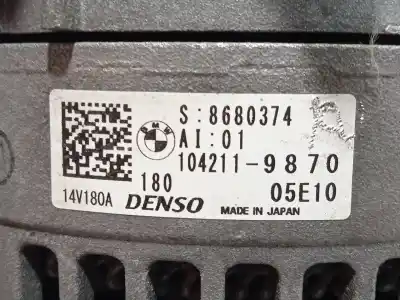 S:8680374
AI:01
104211-9870
180 05E10
14V180A DENSO MADE IN JAPAN